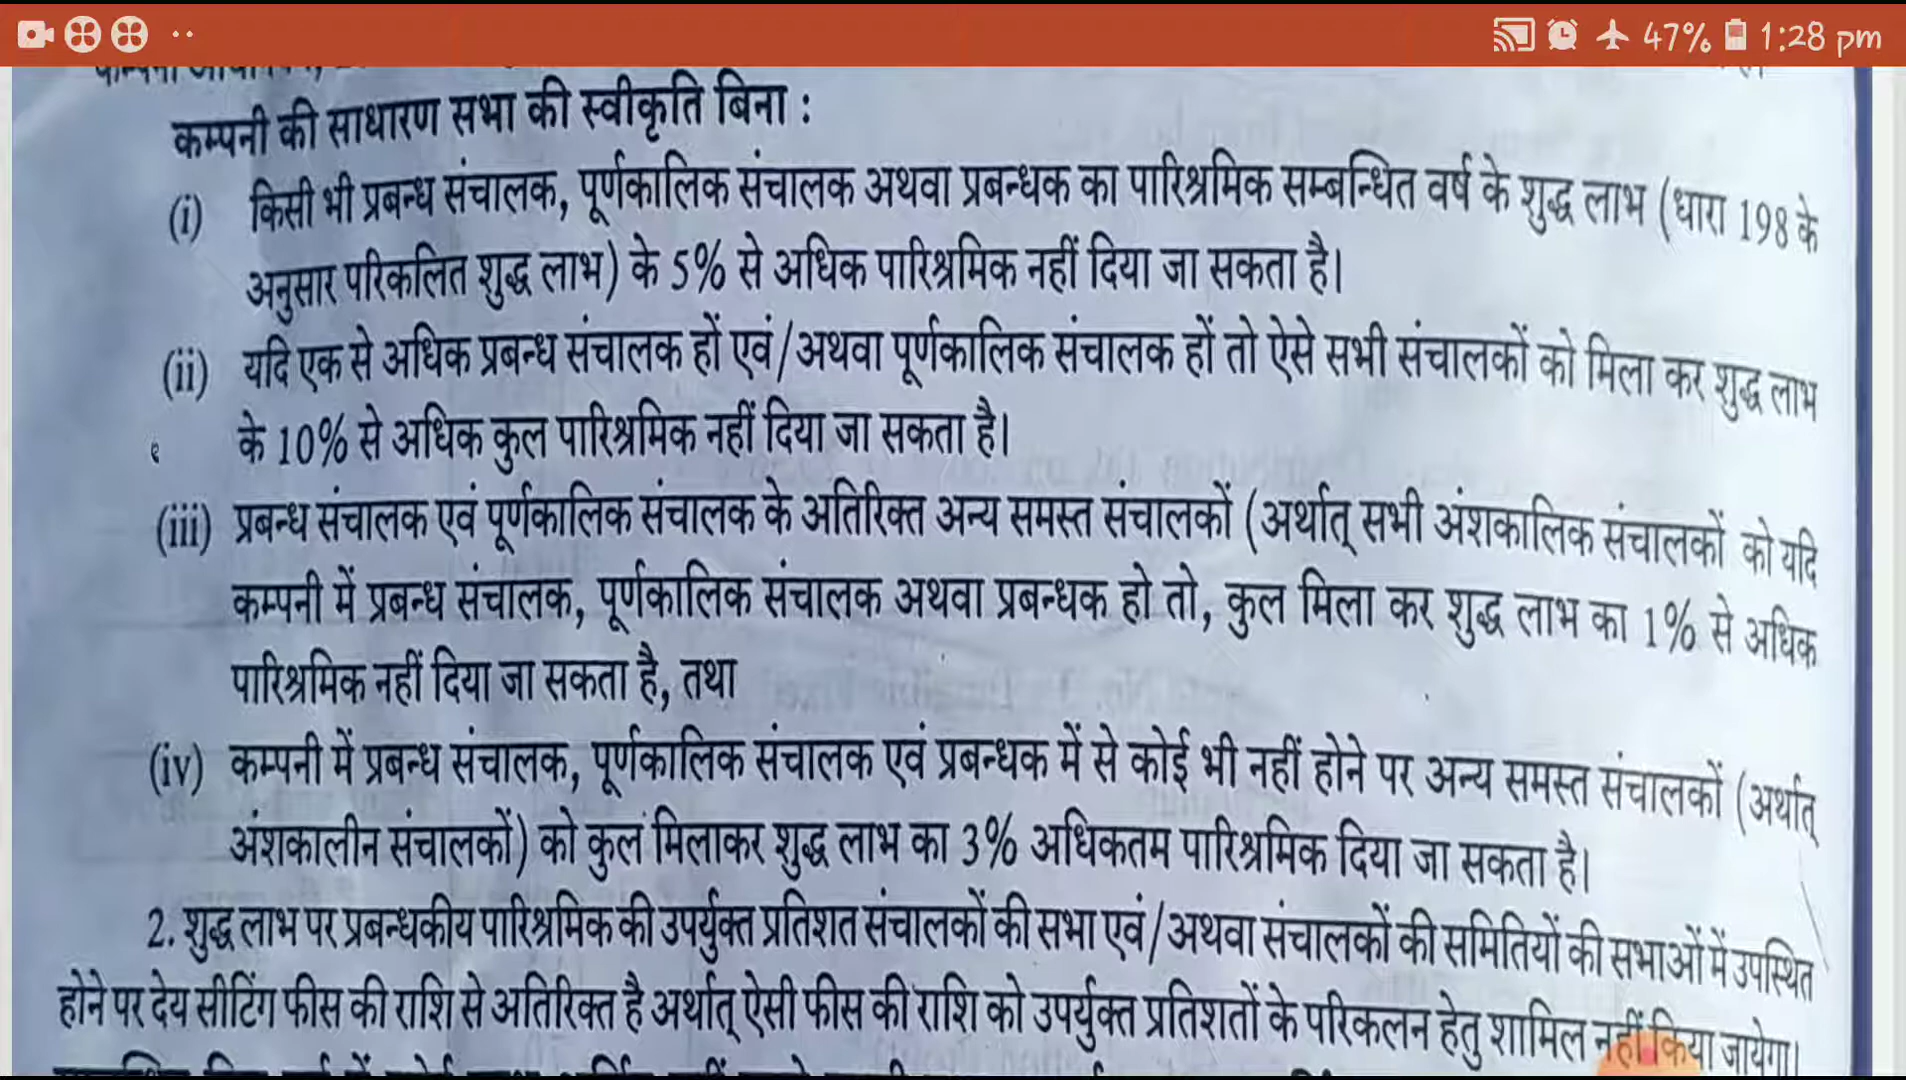 47% 1:28 pm
कम्पनी की साधारण सभा की स्वीकृति बिना :
(i) किसी भी प्रबन्ध संचालक, पूर्णकालिक संचालक अथवा प्रबन्धक का पारिश्रमिक सम्बन्धित वर्ष के शुद्ध लाभ (धारा 198 के
अनुसार परिकलित शुद्ध लाभ) के 5% से अधिक पारिश्रमिक नहीं दिया जा सकता है।
(ii) यदि एक से अधिक प्रबन्ध संचालक हों एवं/अथवा पूर्णकालिक संचालक हों तो ऐसे सभी संचालकों को मिला कर शुद्ध लाभ
के 10% से अधिक कुल पारिश्रमिक नहीं दिया जा सकता है।
(iii) प्रबन्ध संचालक एवं पूर्णकालिक संचालक के अतिरिक्त अन्य समस्त संचालकों (अर्थात् सभी अंशकालिक संचालकों को यदि
कम्पनी में प्रबन्ध संचालक, पूर्णकालिक संचालक अथवा प्रबन्धक हो तो, कुल मिला कर शुद्ध लाभ का 1% से अधिक
पारिश्रमिक नहीं दिया जा सकता है, तथा
(iv) कम्पनी में प्रबन्ध संचालक, पूर्णकालिक संचालक एवं प्रबन्धक में से कोई भी नहीं होने पर अन्य समस्त संचालकों (अर्थात्
अंशकालीन संचालकों) को कुल मिलाकर शुद्ध लाभ का 3% अधिकतम पारिश्रमिक दिया जा सकता है।
2. शुद्ध लाभ पर प्रबन्धकीय पारिश्रमिक की उपर्युक्त प्रतिशत संचालकों की सभा एवं/अथवा संचालकों की समितियों की सभाओं में उपस्थित
होने पर देय सीटिंग फीस की राशि से अतिरिक्त है अर्थात् ऐसी फीस की राशि को उपर्युक्त प्रतिशतों के परिकलन हेतु शामिल नहीं किया जायेगा।